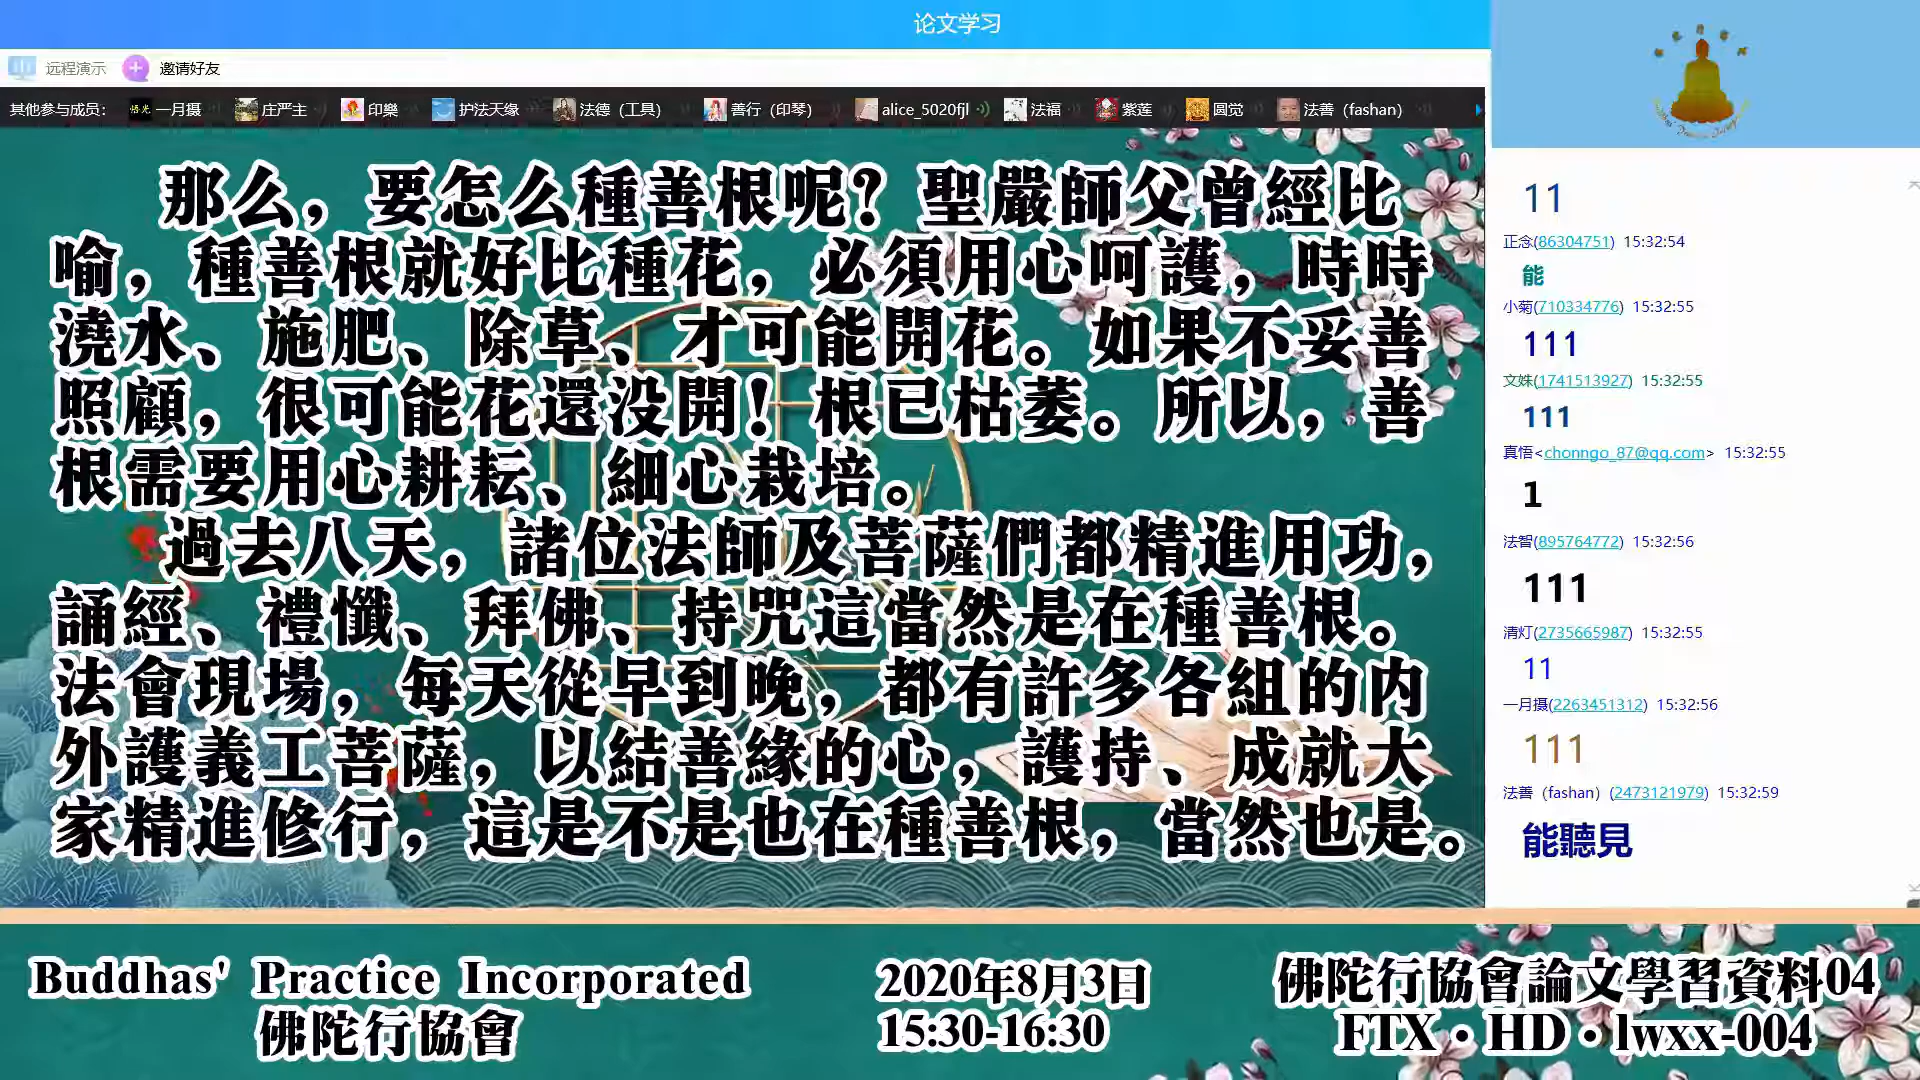 论文学习
远程演示 邀请好友
其他参与成员： 一月摄 庄严主 印樂 护法天缘 法德（工具) 善行（印琴） alice_5020fjl 法福 紫莲 圆觉 法善（fashan）
那么，要怎么種善根呢？聖嚴師父曾經比
喻，種善根就好比種花，必須用心呵護，時時
澆水、施肥、除草、才可能開花。如果不妥善
照顧，很可能花還没開！根已枯萎。所以，善
根需要用心耕耘、細心栽培。
過去八天，諸位法師及菩薩們都精進用功，
誦經、禮懺、拜佛、持咒這當然是在種善根。
法會現場，每天從早到晚，都有許多各組的内
外護義工菩薩，以結善緣的心，護持、成就大
家精進修行，這是不是也在種善根，當然也是。
11
正念(86304751) 15:32:54
能
小菊(710334776) 15:32:55
111
文姝(1741513927) 15:32:55
111
真悟<chonngo_87@qq.com> 15:32:55
1
法智(895764772) 15:32:56
111
清灯(2735665987) 15:32:55
11
一月摄(2263451312) 15:32:56
111
法善（fashan）(2473121979) 15:32:59
能聽見
Buddhas' Practice Incorporated
佛陀行協會
2020年8月3日
15:30-16:30
佛陀行協會論文學習資料04
FTX·HD·lwxx-004